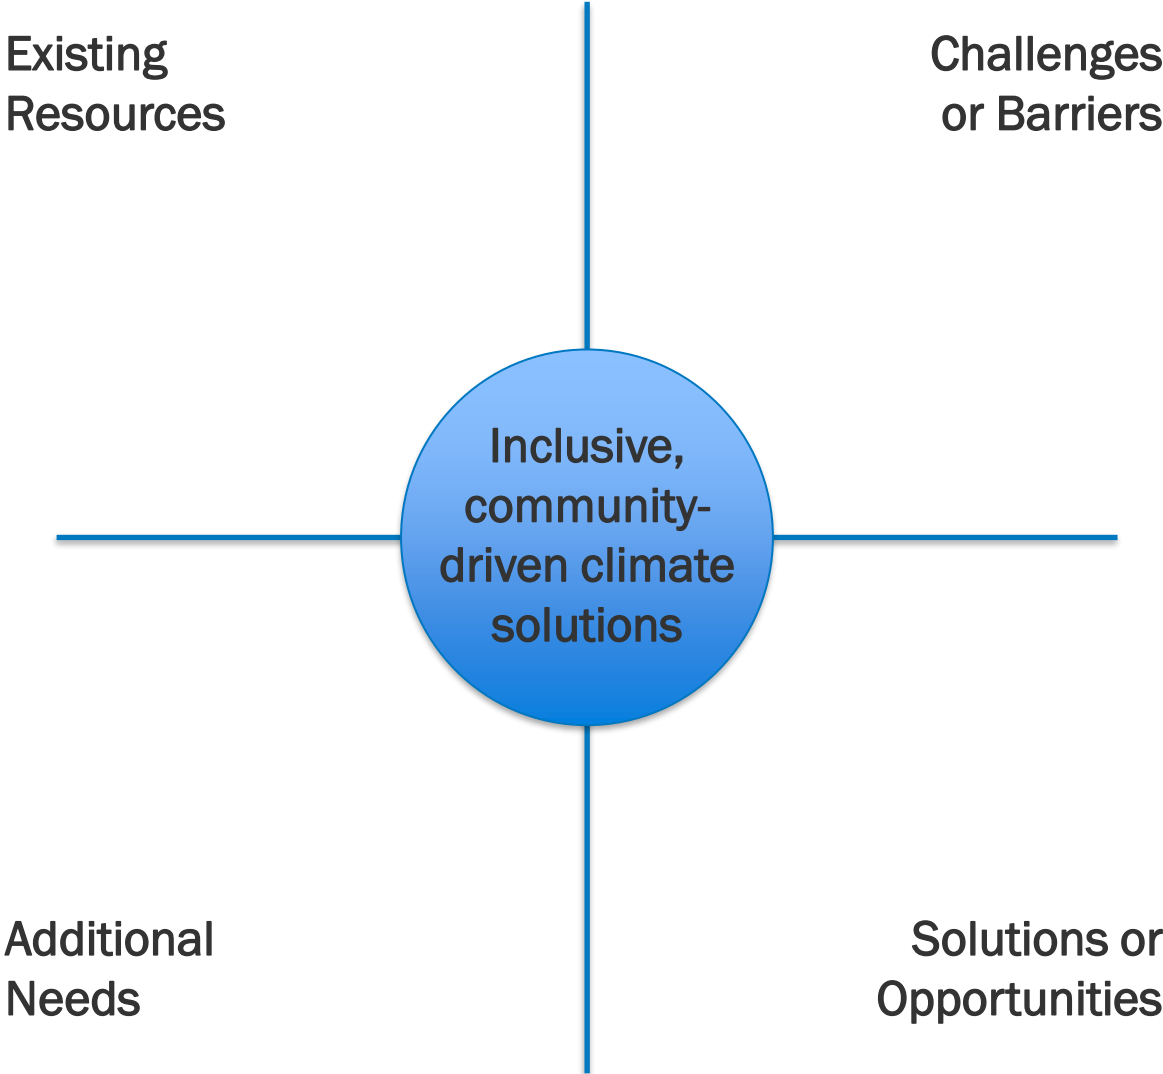 Existing
Resources
Challenges
or Barriers
Inclusive,
community-
driven climate
solutions
Additional
Needs
Solutions or
Opportunities